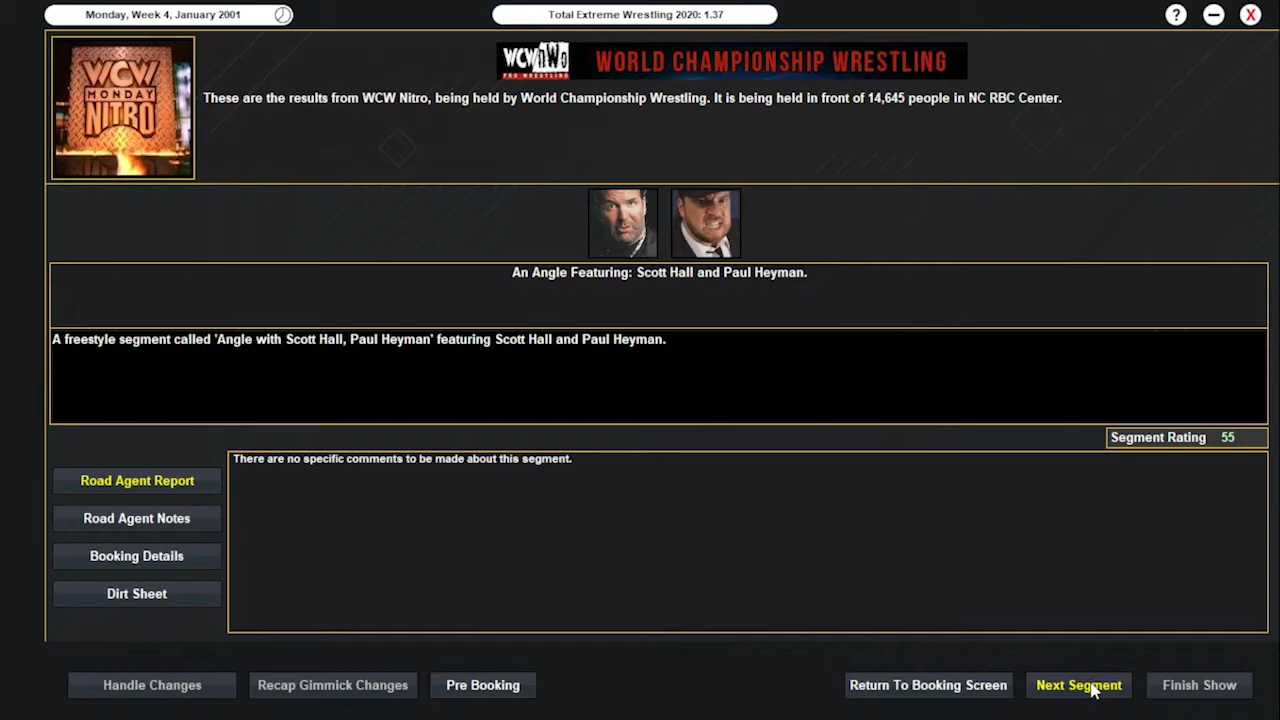 Monday, Week 4, January 2001
Total Extreme Wrestling 2020: 1.37
?
X
WCW
MONDAY
NITRO
WCW nWo
PRO WRESTLING
WORLD CHAMPIONSHIP WRESTLING
These are the results from WCW Nitro, being held by World Championship Wrestling. It is being held in front of 14,645 people in NC RBC Center.
An Angle Featuring: Scott Hall and Paul Heyman.
A freestyle segment called 'Angle with Scott Hall, Paul Heyman' featuring Scott Hall and Paul Heyman.
Segment Rating 55
There are no specific comments to be made about this segment.
Road Agent Report
Road Agent Notes
Booking Details
Dirt Sheet
Handle Changes
Recap Gimmick Changes
Pre Booking
Return To Booking Screen
Next Segment
Finish Show